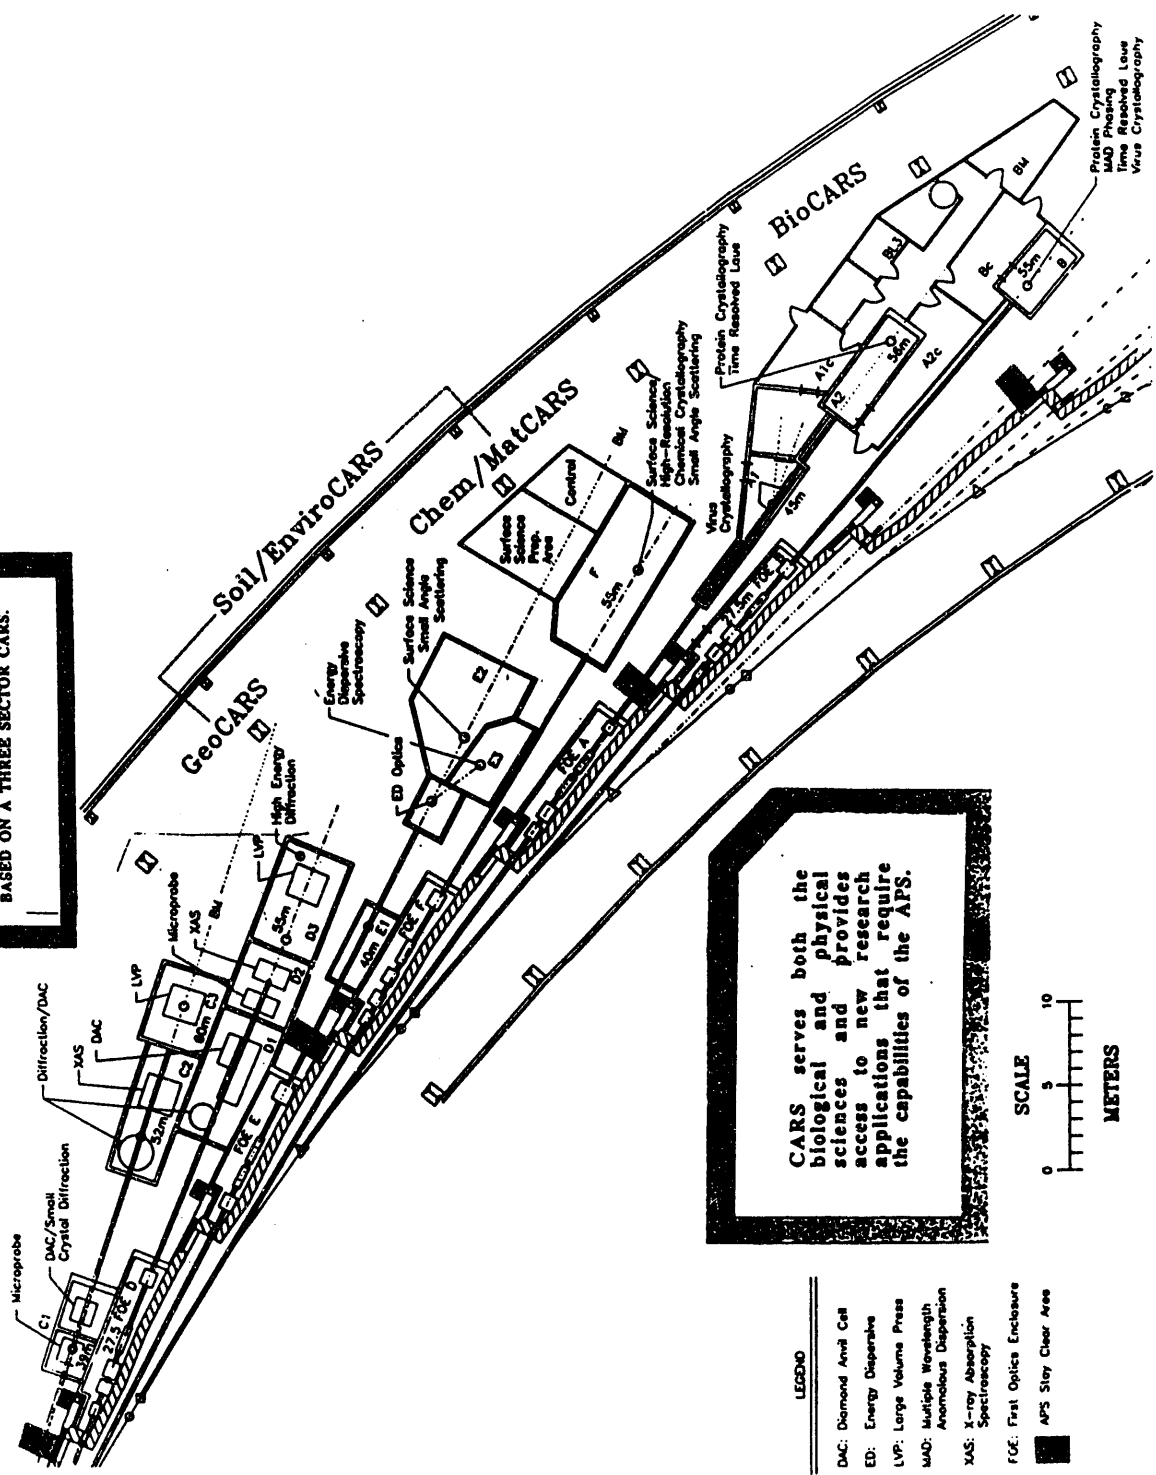 BASED ON A THREE SECTOR CARS.
GeoCARS
Soil/EnviroCARS
Chem/MatCARS
BioCARS
Microprobe
C1
DAC/Small
Crystal Diffraction
39m
27.5 FOE D
Diffraction/DAC
XAS
DAC
LVP
Microprobe
XAS
BM
52m
C2
60m
C3
FOE E
D1
D2
55m
D3
LVP
High Energy
Diffraction
40m
E1
FOE F
ED Optics
Energy
Dispersive
Spectroscopy
Surface Science
Small Angle
Scattering
E2
E3
FOE A
Surface
Science
Prep.
Area
Control
BM
F
55m
Surface Science
High-Resolution
Chemical Crystallography
Small Angle Scattering
Virus
Crystallography
A1
45m
27.5m FOE B
Protein Crystallography
Time Resolved Laue
A1c
A2
56m
A2c
BL3
BM
Bc
55m
B
Protein Crystallography
MAD Phasing
Time Resolved Laue
Virus Crystallography
CARS serves both the
biological and physical
sciences and provides
access to new research
applications that require
the capabilities of the APS.
SCALE
0 5 10
METERS
LEGEND
DAC: Diamond Anvil Cell
ED: Energy Dispersive
LVP: Large Volume Press
MAD: Multiple Wavelength
Anomolous Dispersion
XAS: X-ray Absorption
Spectroscopy
FOE: First Optics Enclosure
APS Stay Clear Area